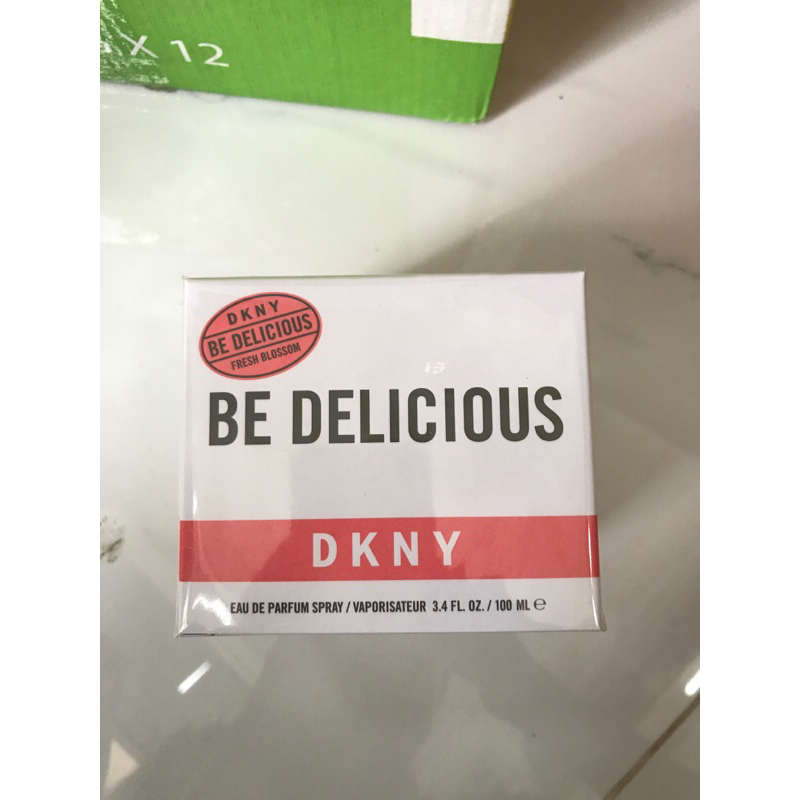 X 12
DKNY
BE DELICIOUS
FRESH BLOSSOM
BE DELICIOUS
DKNY
EAU DE PARFUM SPRAY / VAPORISATEUR 3.4 FL. OZ. / 100 ML ℮